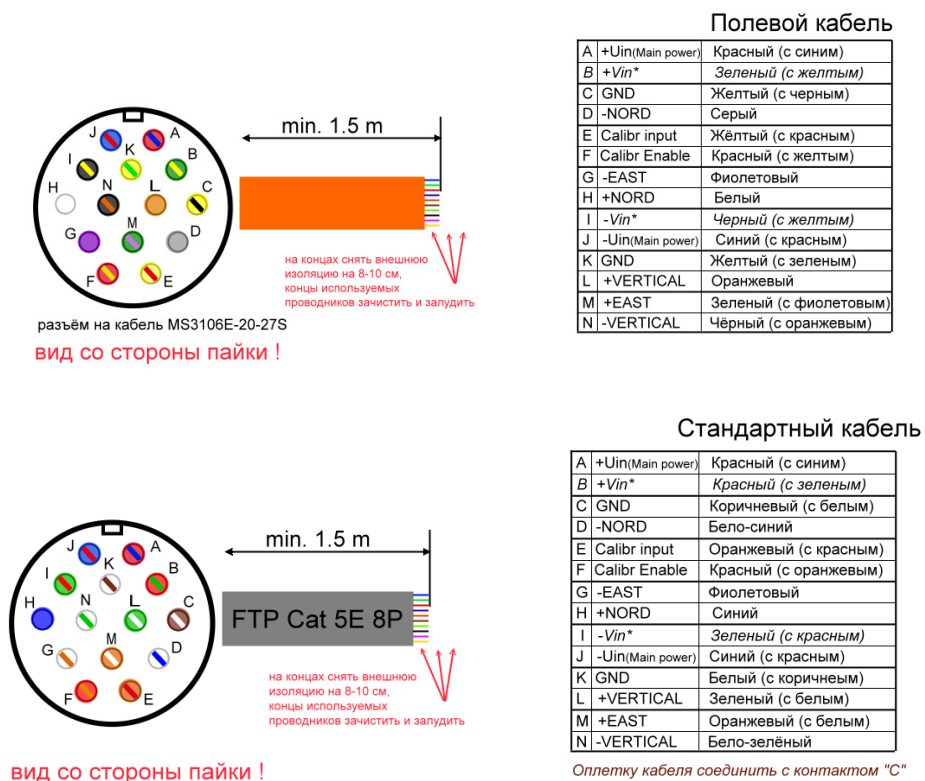 Полевой кабель
A +Uin(Main power) Красный (с синим)
B +Vin* Зеленый (с желтым)
C GND Желтый (с черным)
D -NORD Серый
E Calibr input Жёлтый (с красным)
F Calibr Enable Красный (с желтым)
G -EAST Фиолетовый
H +NORD Белый
I -Vin* Черный (с желтым)
J -Uin(Main power) Синий (с красным)
K GND Желтый (с зеленым)
L +VERTICAL Оранжевый
M +EAST Зеленый (с фиолетовым)
N -VERTICAL Чёрный (с оранжевым)
J A
K
I B
H N L C
M
G D
F E
min. 1.5 m
на концах снять внешнюю
изоляцию на 8-10 см,
концы используемых
проводников зачистить и залудить
разъём на кабель MS3106E-20-27S
вид со стороны пайки !
Стандартный кабель
A +Uin(Main power) Красный (с синим)
B +Vin* Красный (с зеленым)
C GND Коричневый (с белым)
D -NORD Бело-синий
E Calibr input Оранжевый (с красным)
F Calibr Enable Красный (с оранжевым)
G -EAST Фиолетовый
H +NORD Синий
I -Vin* Зеленый (с красным)
J -Uin(Main power) Синий (с красным)
K GND Белый (с коричнеым)
L +VERTICAL Зеленый (с белым)
M +EAST Оранжевый (с белым)
N -VERTICAL Бело-зелёный
Оплетку кабеля соединить с контактом "C"
J A
K
I B
H N L C
M
G D
F E
min. 1.5 m
FTP Cat 5E 8P
на концах снять внешнюю
изоляцию на 8-10 см,
концы используемых
проводников зачистить и залудить
вид со стороны пайки !